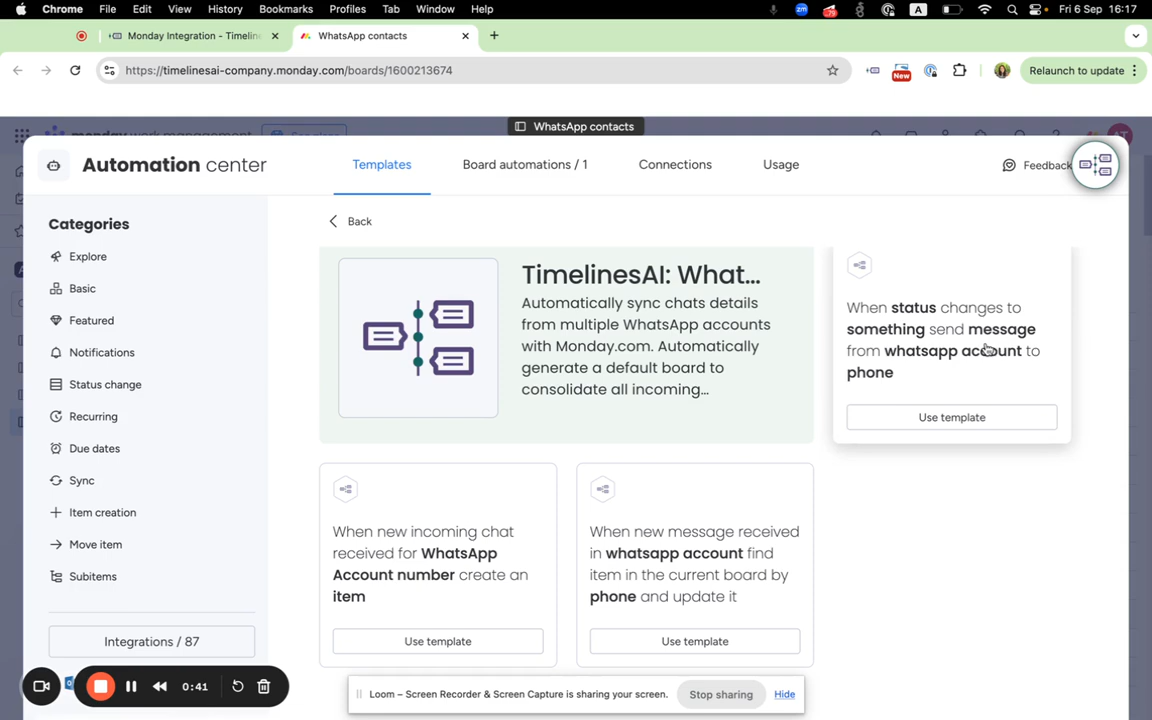 Chrome File Edit View History Bookmarks Profiles Tab Window Help
zm 79 A Fri 6 Sep 16:17
Monday Integration - Timelin
WhatsApp contacts
https://timelinesai-company.monday.com/boards/1600213674
New
Relaunch to update
monday work management
WhatsApp contacts
Automation center
Templates
Board automations / 1
Connections
Usage
Feedback
Categories
Explore
Basic
Featured
Notifications
Status change
Recurring
Due dates
Sync
Item creation
Move item
Subitems
Integrations / 87
Back
TimelinesAI: What...
Automatically sync chats details
from multiple WhatsApp accounts
with Monday.com. Automatically
generate a default board to
consolidate all incoming...
When status changes to
something send message
from whatsapp account to
phone
Use template
When new incoming chat
received for WhatsApp
Account number create an
item
Use template
When new message received
in whatsapp account find
item in the current board by
phone and update it
Use template
0:41
Loom – Screen Recorder & Screen Capture is sharing your screen.
Stop sharing
Hide